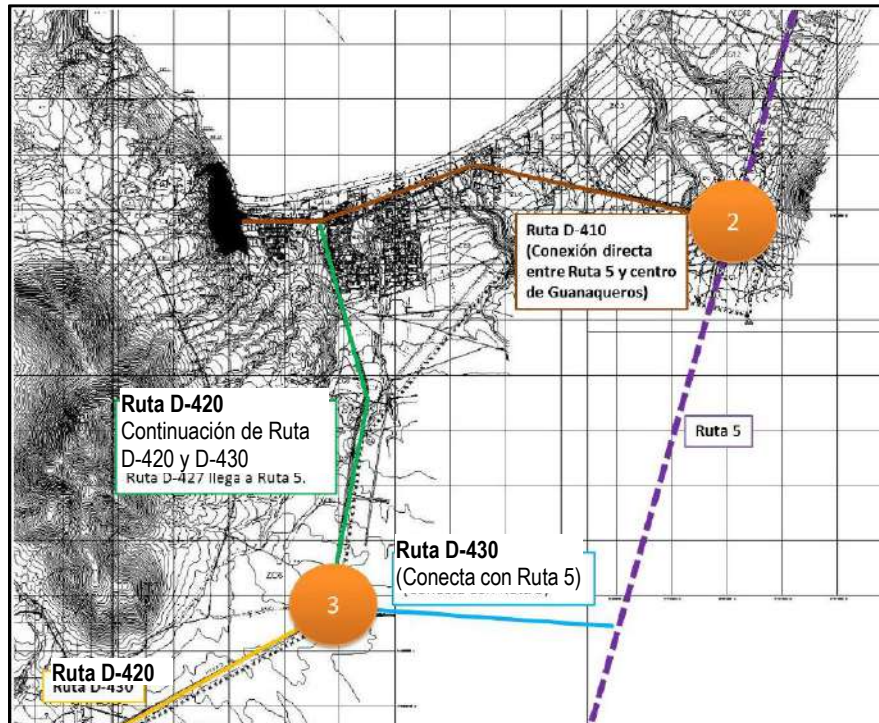 2
Ruta D-410
(Conexión directa
entre Ruta 5 y centro
de Guanaqueros)
Ruta D-420
Continuación de Ruta
D-420 y D-430
Ruta D-427 llega a Ruta 5.
Ruta 5
Ruta D-430
(Conecta con Ruta 5)
3
Ruta D-420
Ruta D-430